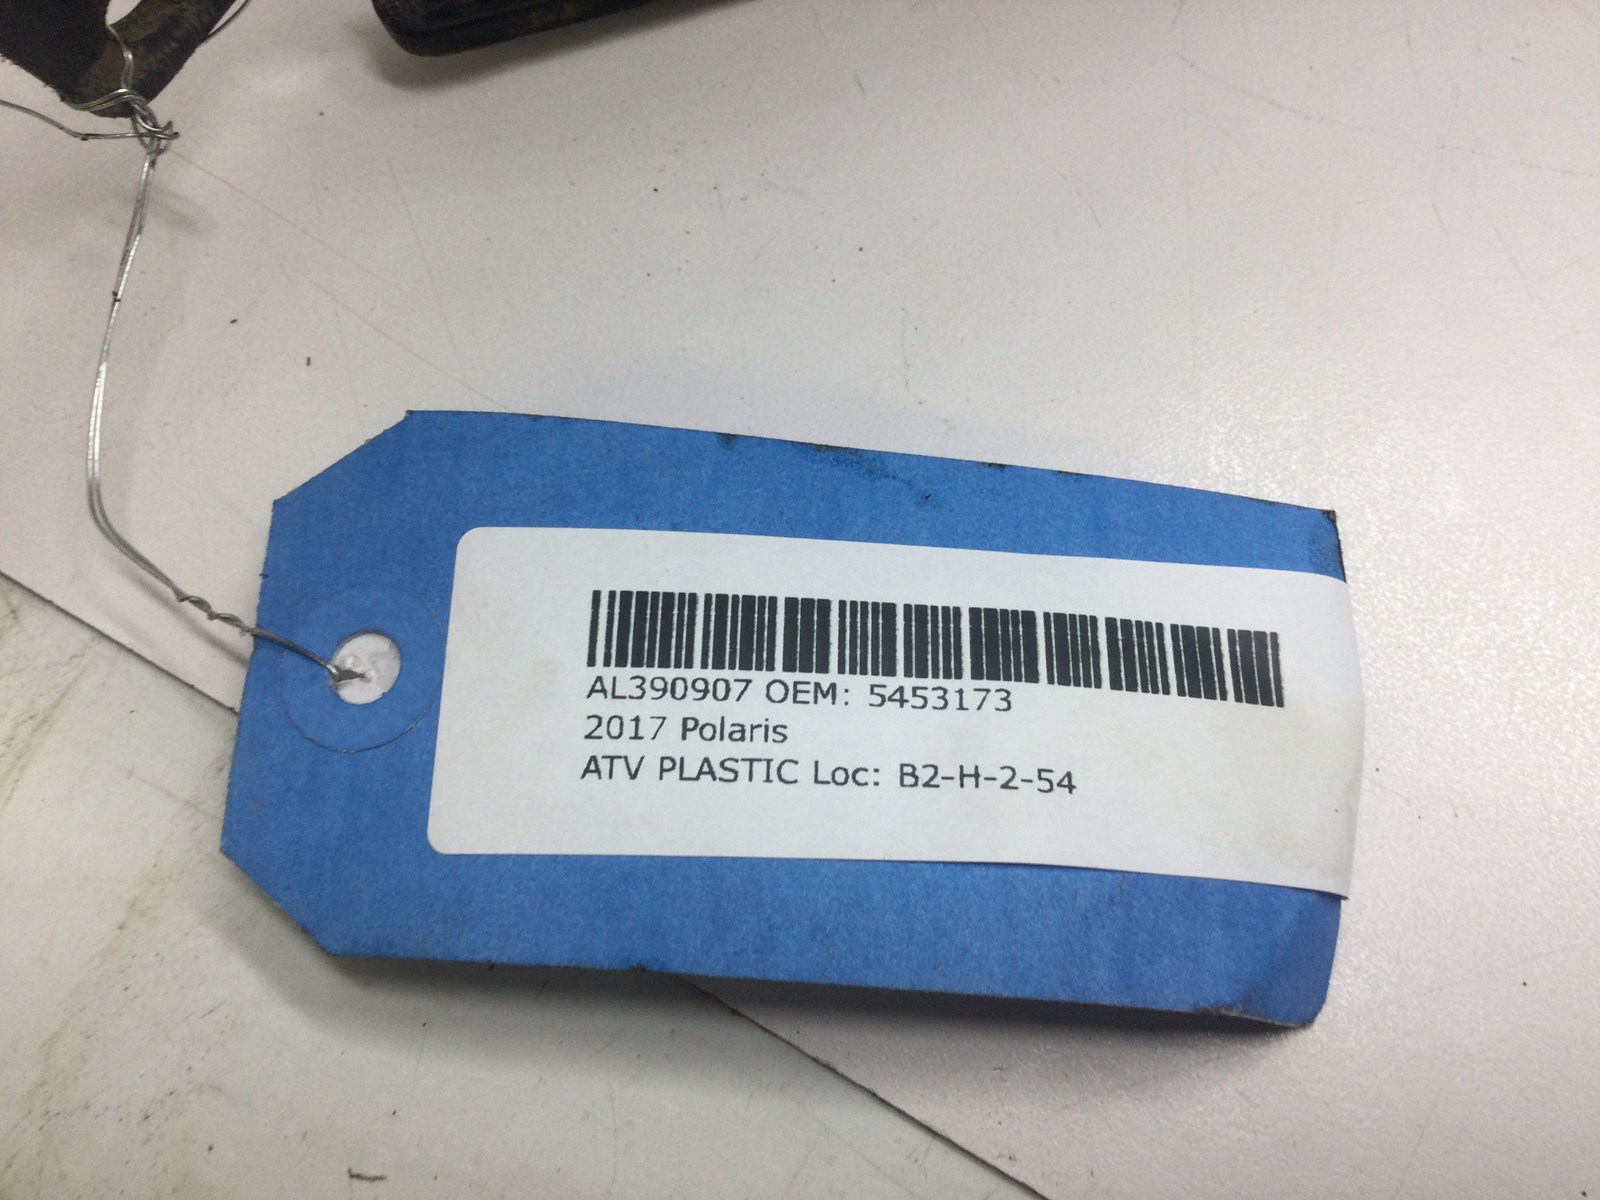 AL390907 OEM: 5453173
2017 Polaris
ATV PLASTIC Loc: B2-H-2-54